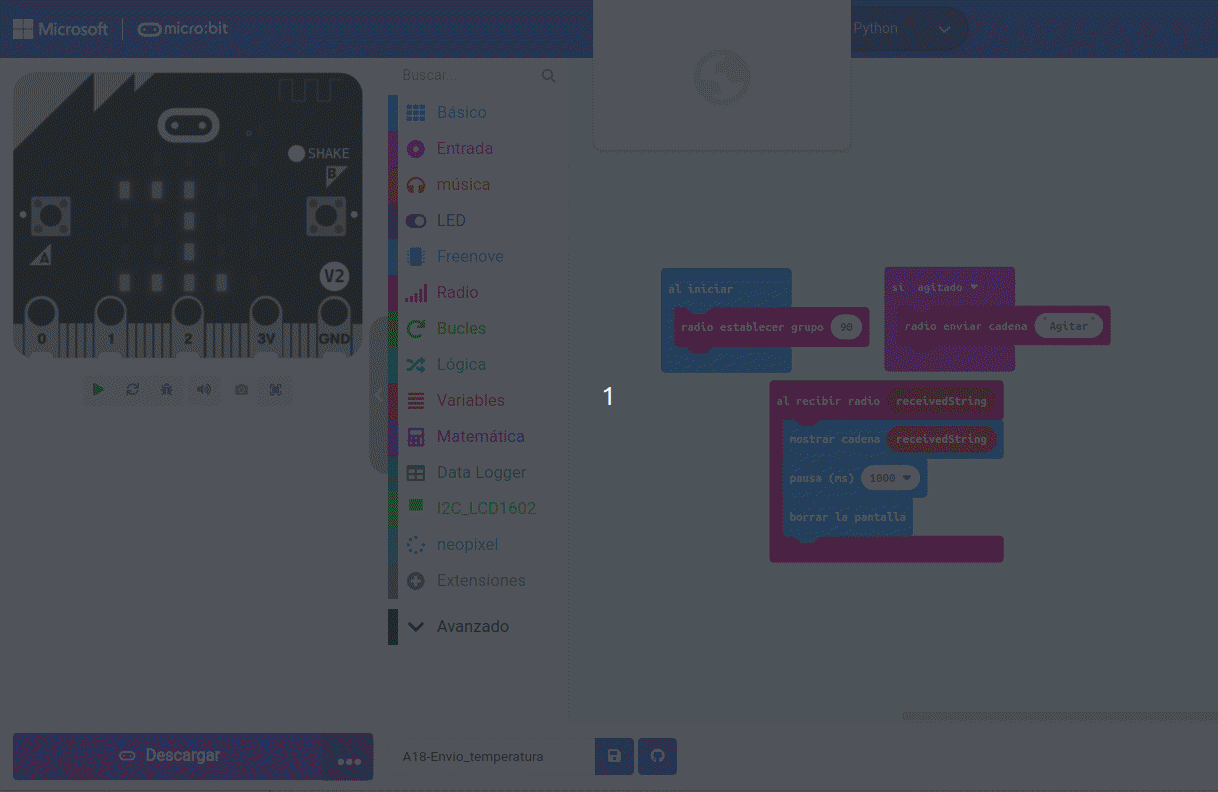 Microsoft micro:bit
Python
Buscar...
SHAKE
B
A
V2
0 1 2 3V GND
Básico
Entrada
música
LED
Freenove
Radio
Bucles
Lógica
Variables
Matemática
Data Logger
I2C_LCD1602
neopixel
Extensiones
Avanzado
al iniciar
radio establecer grupo 90
si agitado
radio enviar cadena "Agitar"
1
al recibir radio receivedString
mostrar cadena receivedString
pausa (ms) 1000
borrar la pantalla
Descargar
A18-Envio_temperatura